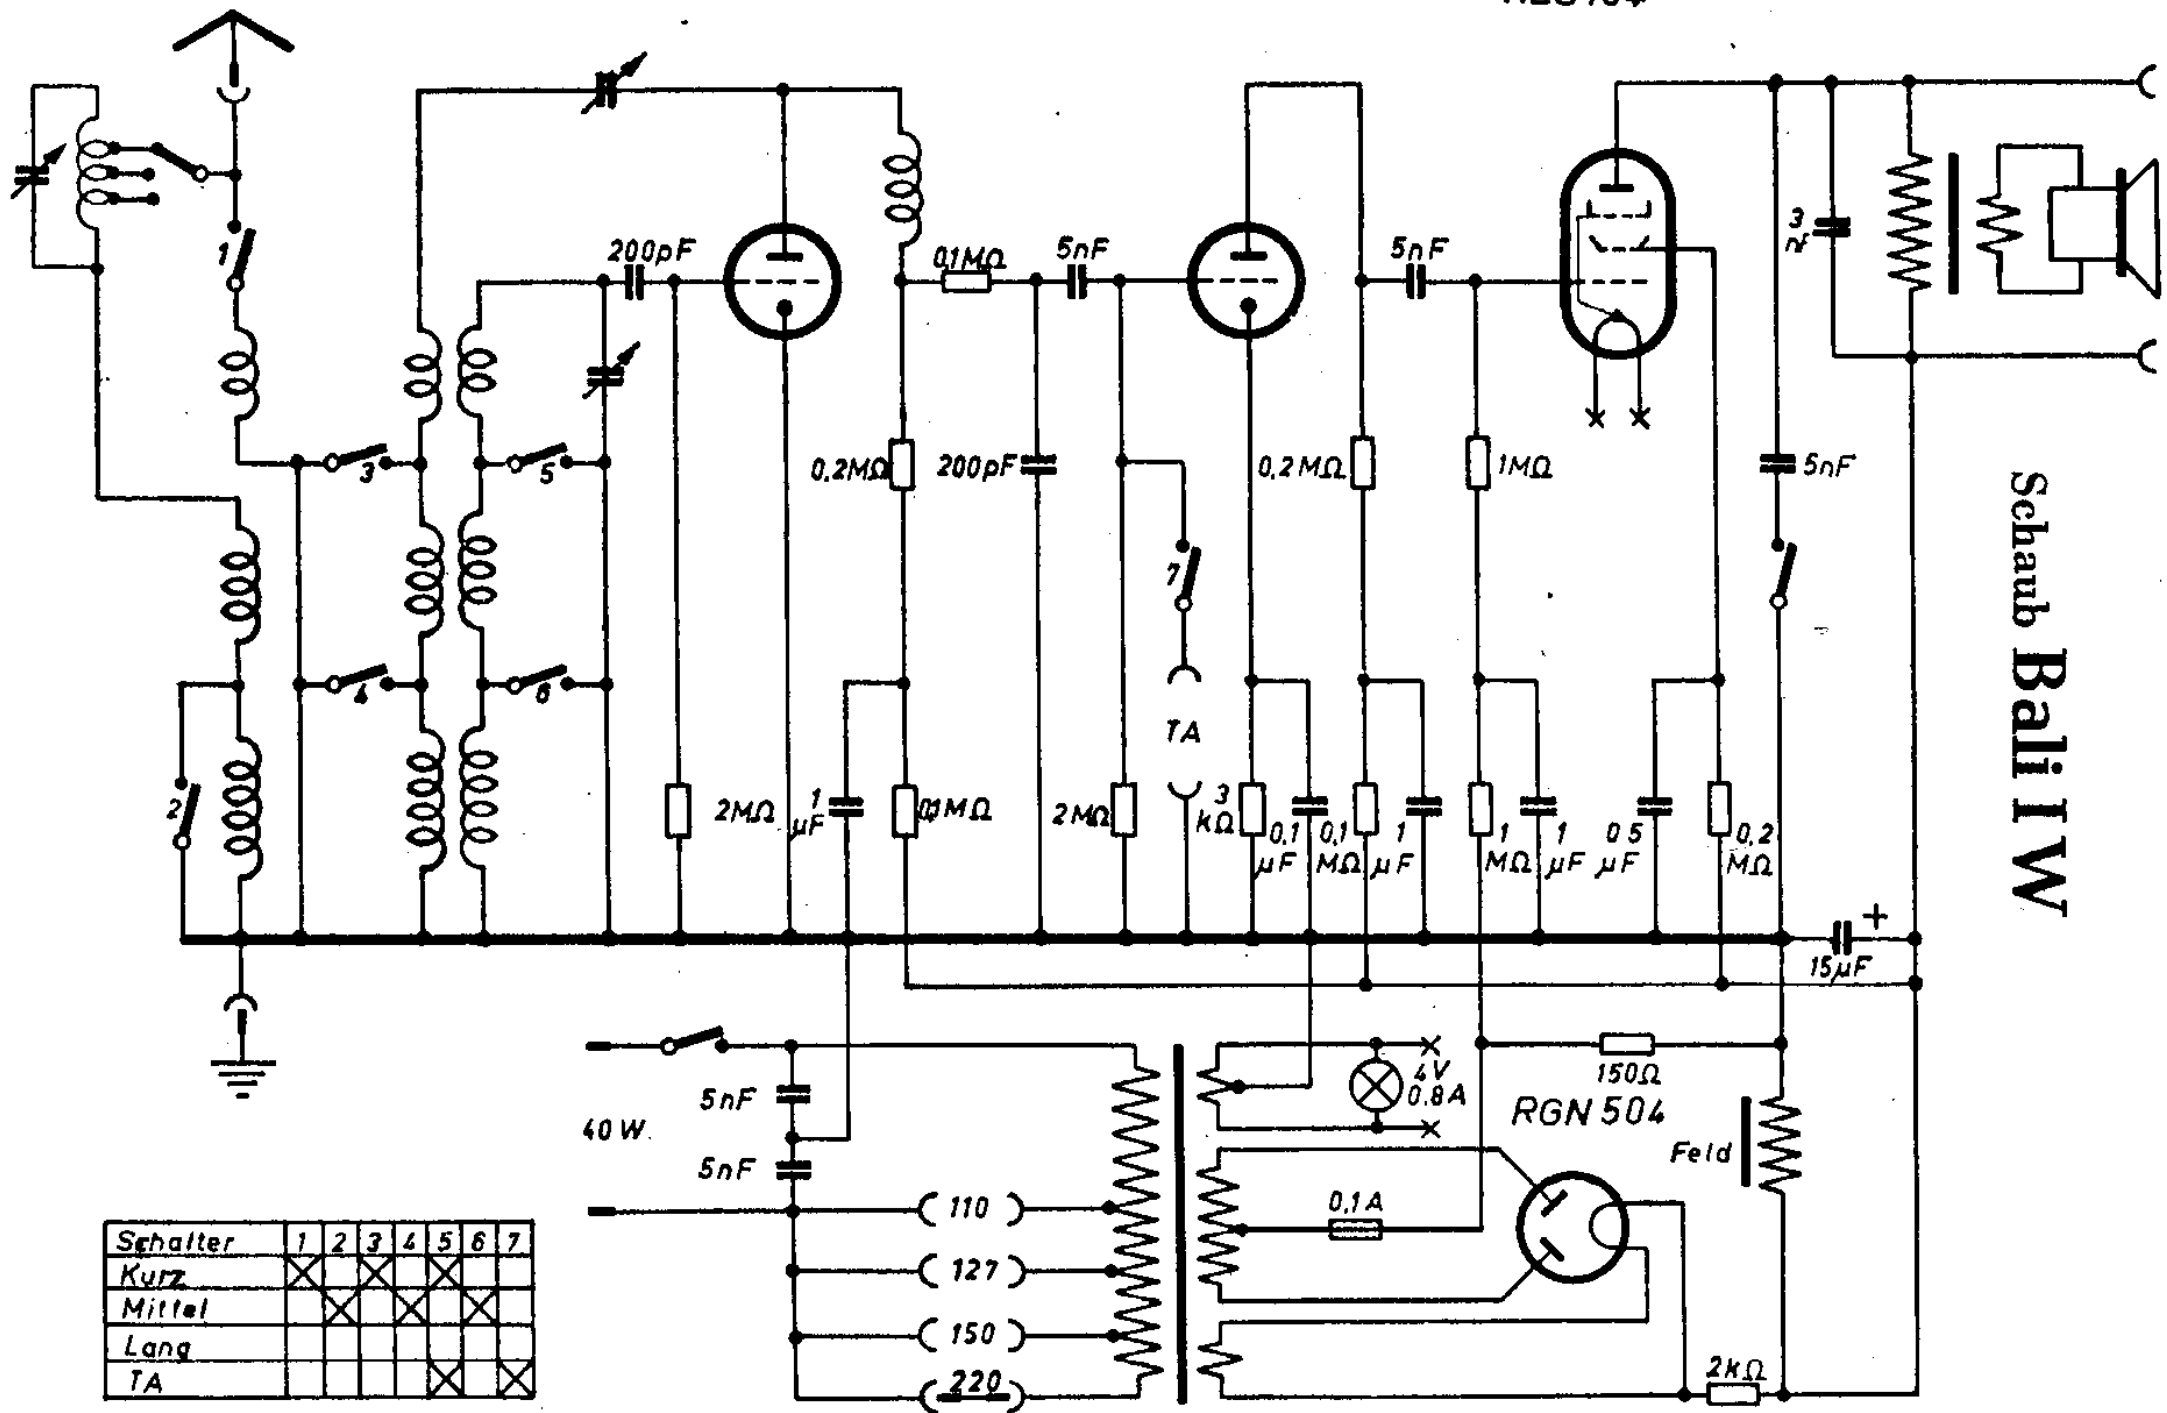 200pF
0,1MΩ
5nF
5nF
3
nF
1
3
5
0,2MΩ
200pF
0,2MΩ
1MΩ
5nF
7
4
6
TA
2
2MΩ
1
µF
0,1MΩ
2MΩ
3
kΩ
0,1
µF
0,1
MΩ
1
µF
1
MΩ
1
µF
0 5
µF
0,2
MΩ
+
15µF
Schaub Bali I W
5nF
40W.
5nF
4V
0,8A
150Ω
RGN 504
Feld
0,1A
110
127
150
220
2kΩ
Schalter 1 2 3 4 5 6 7
Kurz
Mittel
Lang
TA